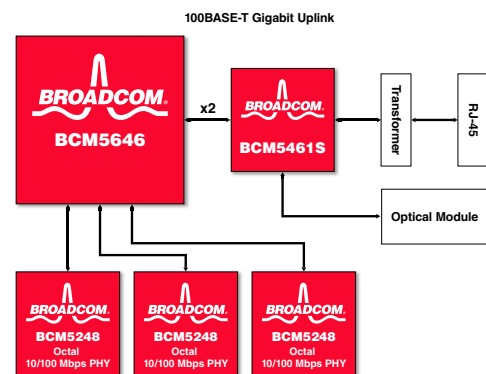 100BASE-T Gigabit Uplink
BROADCOM®
BCM5646
x2
BROADCOM®
BCM5461S
Transformer
RJ-45
Optical Module
BROADCOM®
BCM5248
Octal
10/100 Mbps PHY
BROADCOM®
BCM5248
Octal
10/100 Mbps PHY
BROADCOM®
BCM5248
Octal
10/100 Mbps PHY